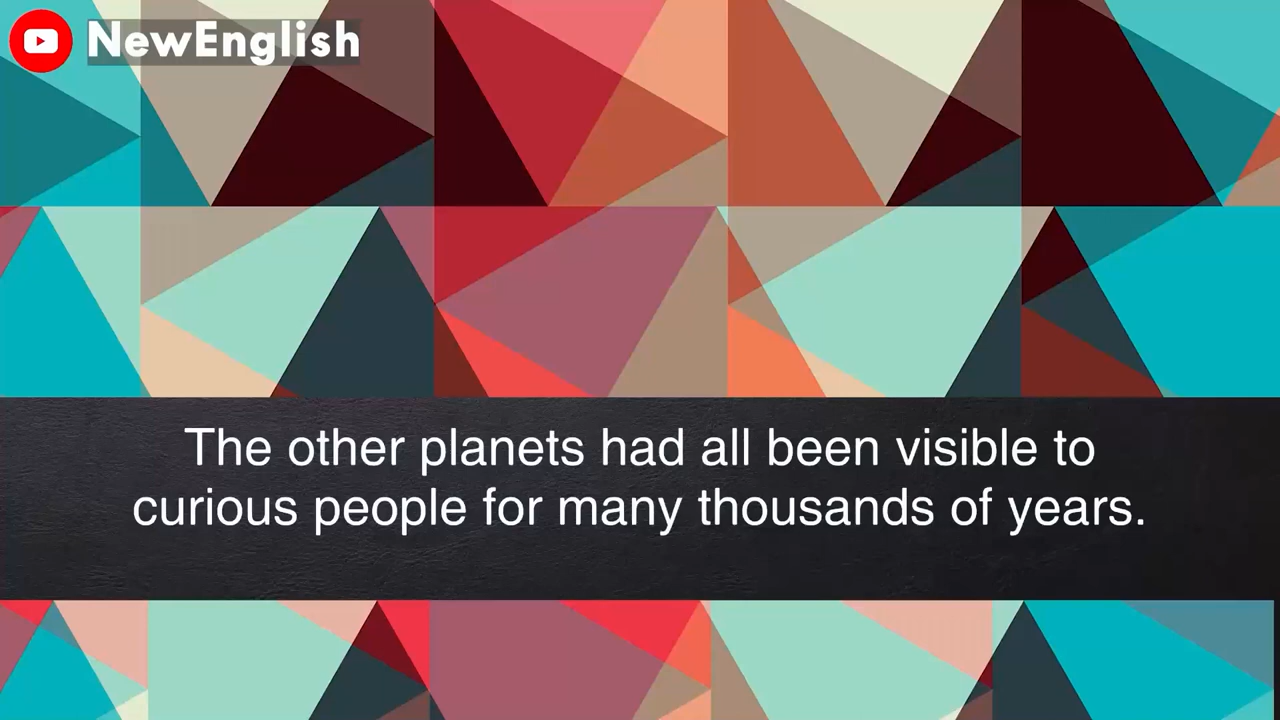 NewEnglish
The other planets had all been visible to
curious people for many thousands of years.